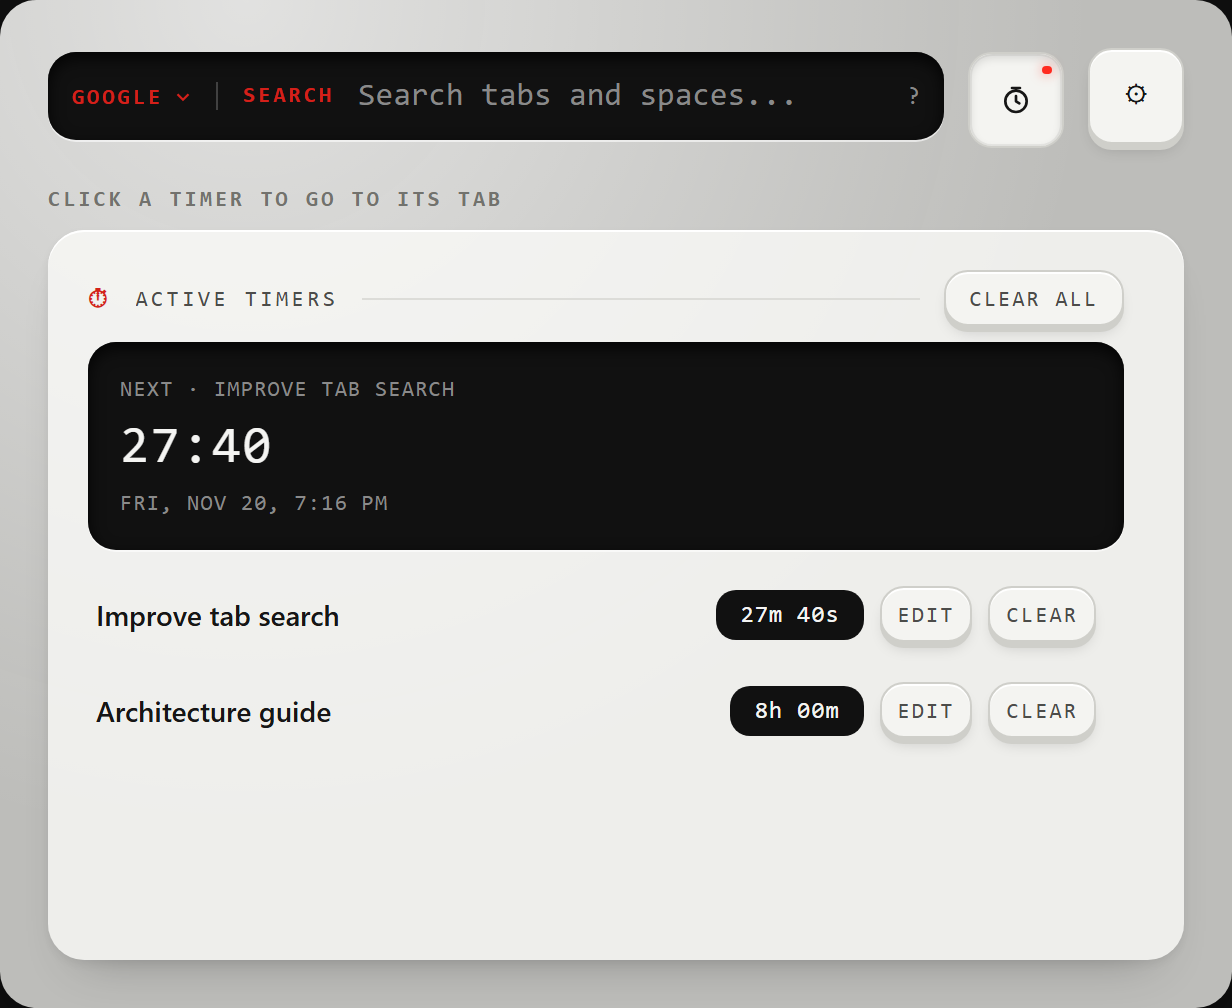 GOOGLE SEARCH Search tabs and spaces... ?
CLICK A TIMER TO GO TO ITS TAB
ACTIVE TIMERS CLEAR ALL
NEXT · IMPROVE TAB SEARCH
27:40
FRI, NOV 20, 7:16 PM
Improve tab search 27m 40s EDIT CLEAR
Architecture guide 8h 00m EDIT CLEAR